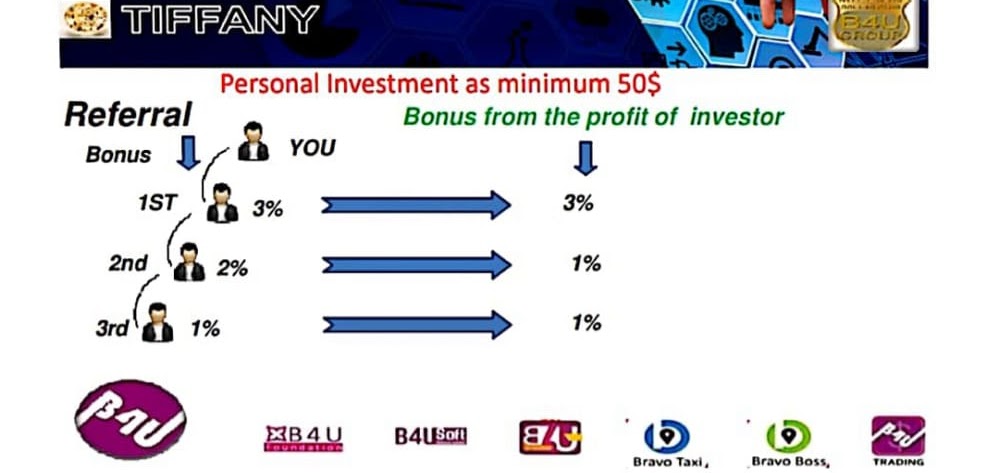 TIFFANY
B4U
GROUP
Personal Investment as minimum 50$
Referral
Bonus from the profit of investor
Bonus
YOU
1ST
3%
3%
2nd
2%
1%
3rd
1%
1%
B4U
B4U
Foundation
B4U Soft
B4U
Bravo Taxi
Bravo Boss
B4U
TRADING